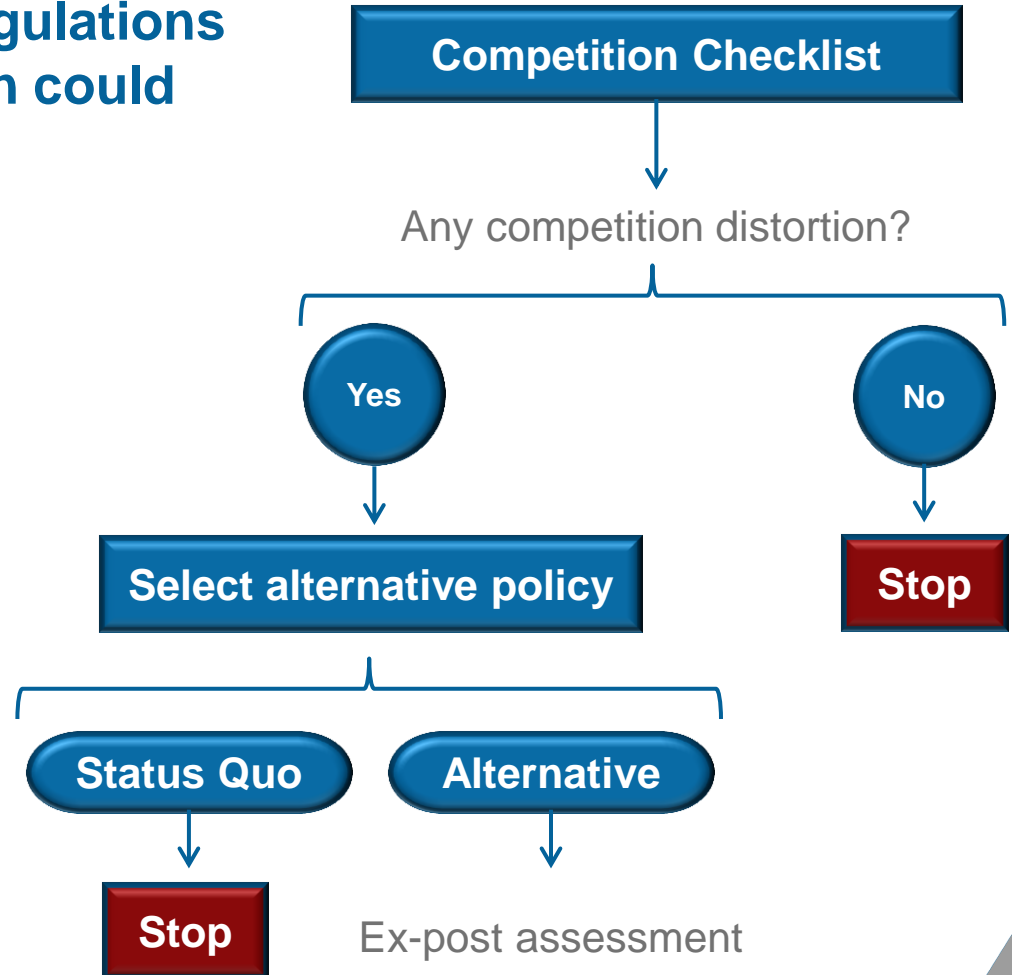 gulations
n could
Competition Checklist
Any competition distortion?
Yes
No
Select alternative policy
Stop
Status Quo
Alternative
Stop
Ex-post assessment